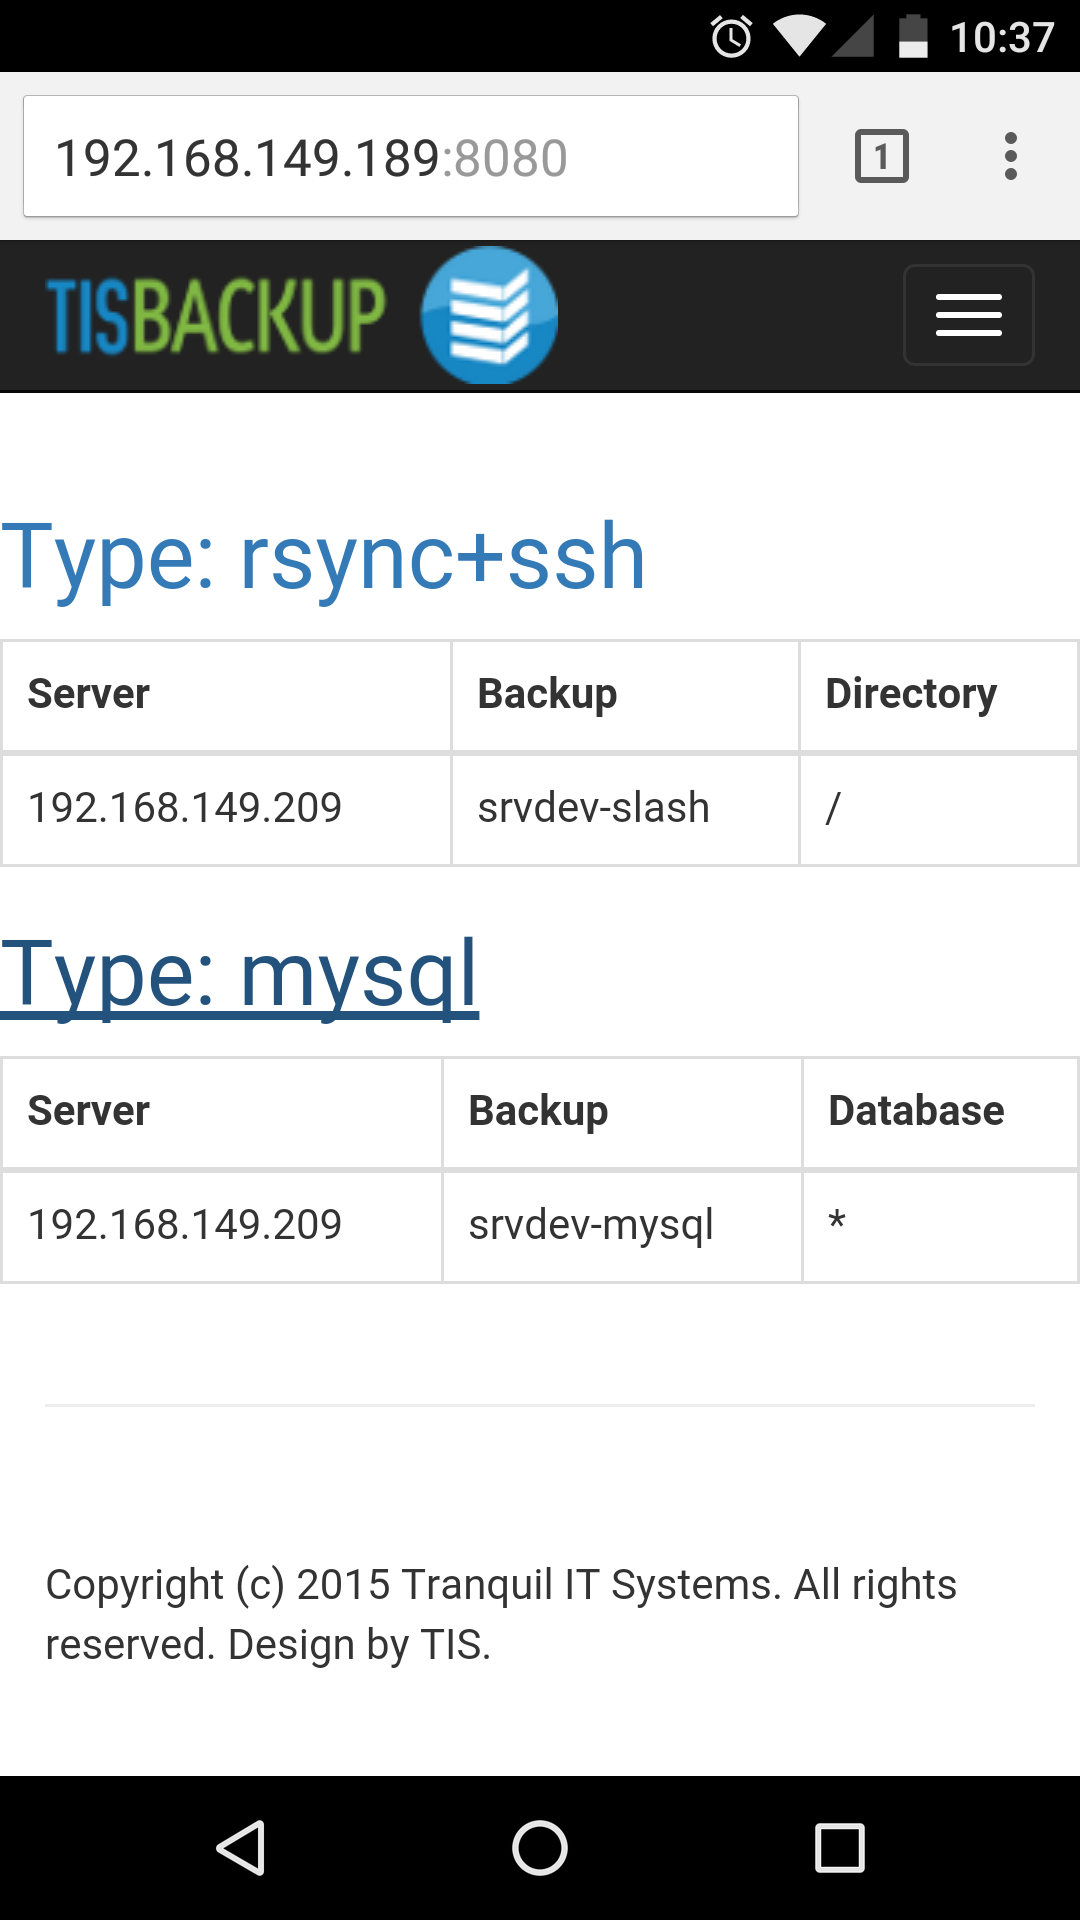 10:37
192.168.149.189:8080
1
TISBACKUP
Type: rsync+ssh
Server Backup Directory
192.168.149.209 srvdev-slash /
Type: mysql
Server Backup Database
192.168.149.209 srvdev-mysql *
Copyright (c) 2015 Tranquil IT Systems. All rights
reserved. Design by TIS.